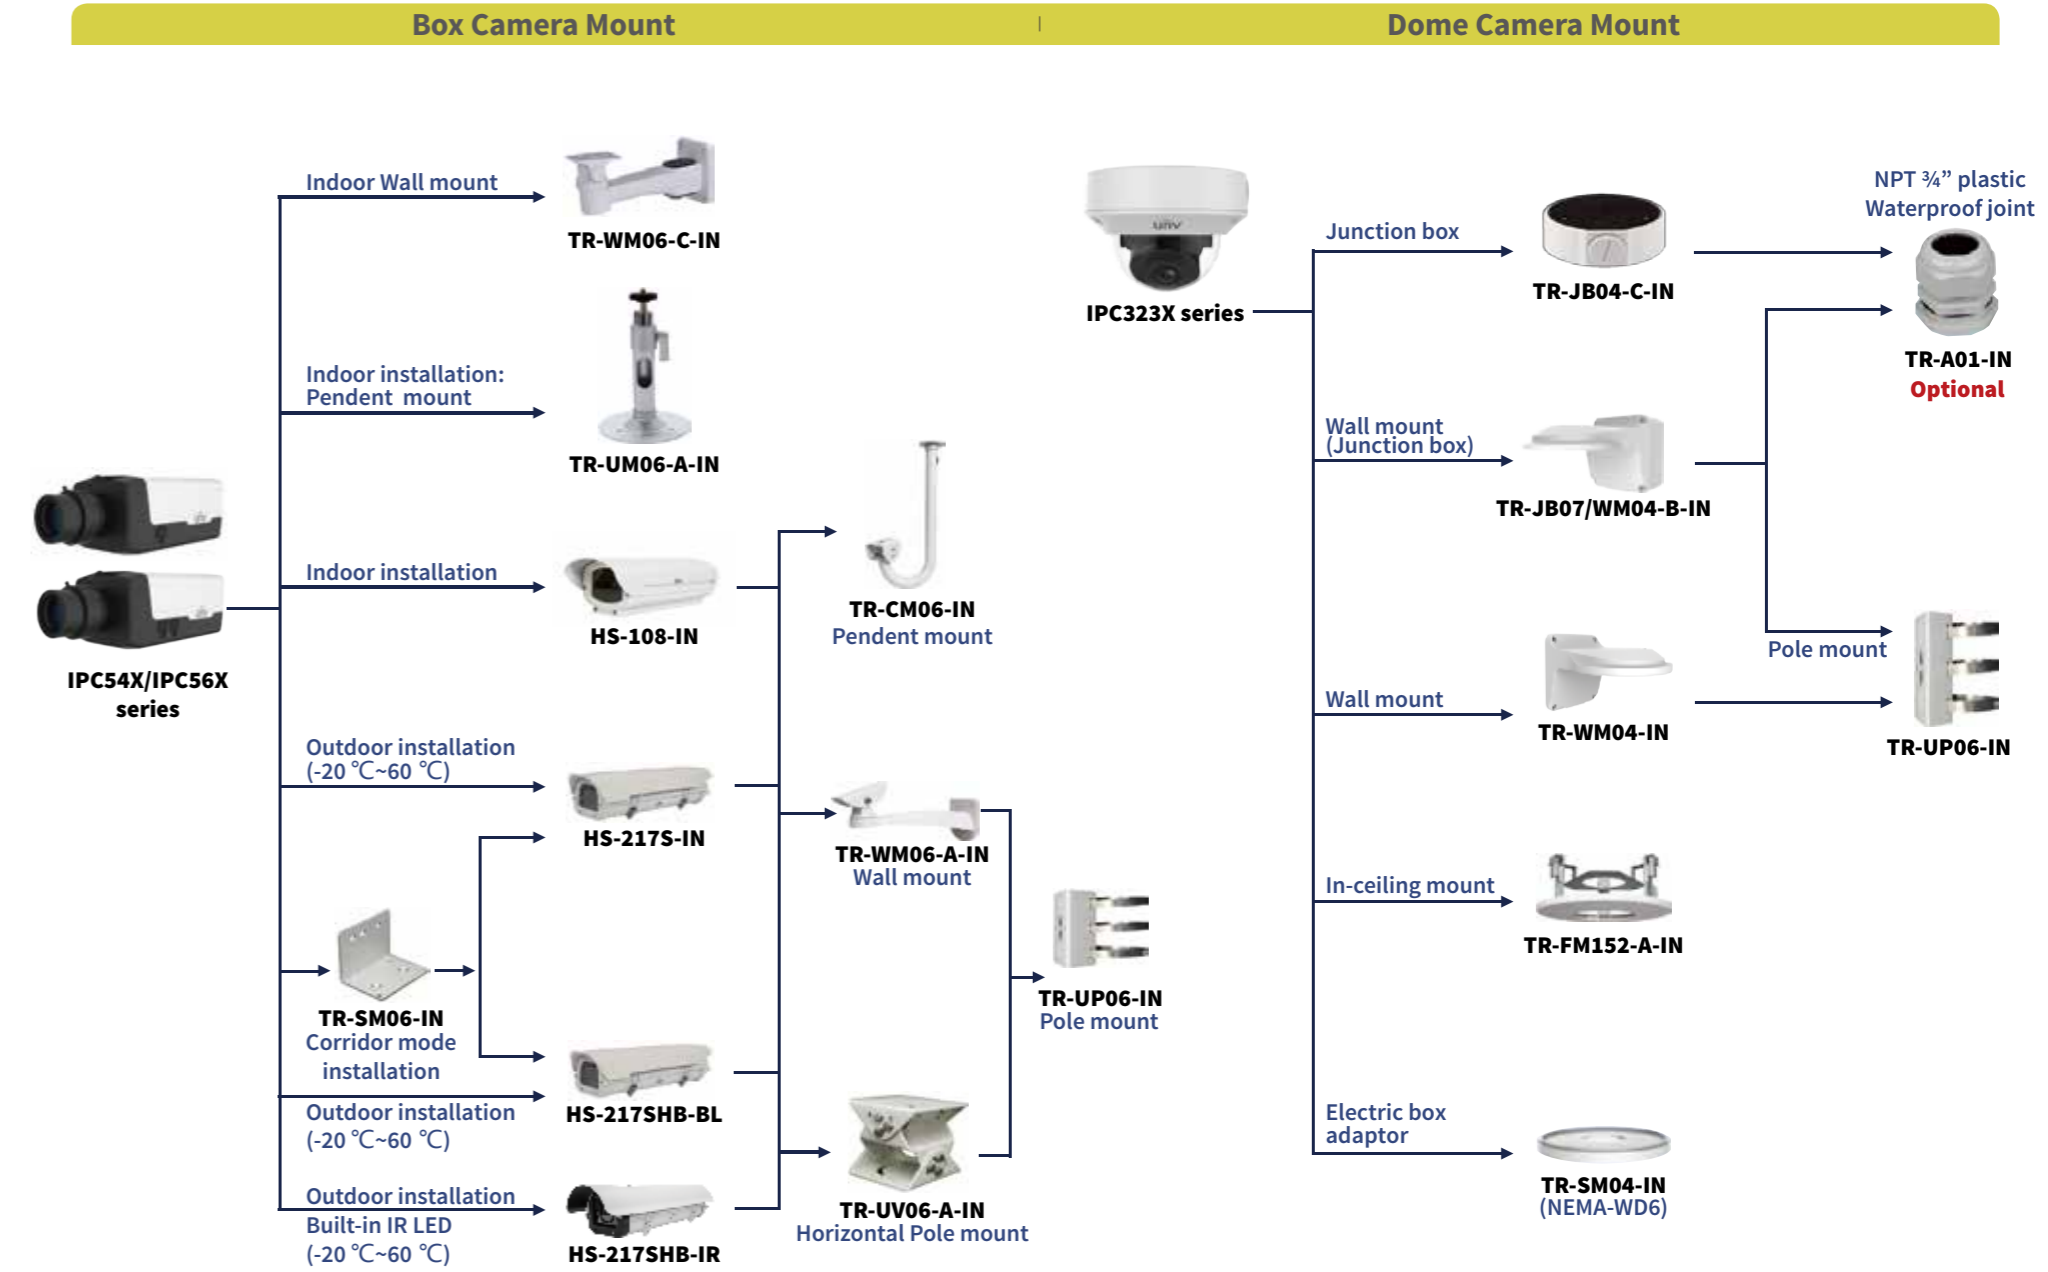 Box Camera Mount
Dome Camera Mount
Indoor Wall mount
TR-WM06-C-IN
Indoor installation:
Pendent mount
TR-UM06-A-IN
Indoor installation
HS-108-IN
TR-CM06-IN
Pendent mount
IPC54X/IPC56X
series
Outdoor installation
(-20 ℃~60 ℃)
HS-217S-IN
TR-WM06-A-IN
Wall mount
TR-SM06-IN
Corridor mode
installation
TR-UP06-IN
Pole mount
Outdoor installation
(-20 ℃~60 ℃)
HS-217SHB-BL
Outdoor installation
Built-in IR LED
(-20 ℃~60 ℃)
HS-217SHB-IR
TR-UV06-A-IN
Horizontal Pole mount
unv
IPC323X series
Junction box
TR-JB04-C-IN
NPT ¾” plastic
Waterproof joint
TR-A01-IN
Optional
Wall mount
(Junction box)
TR-JB07/WM04-B-IN
Pole mount
Wall mount
TR-WM04-IN
TR-UP06-IN
In-ceiling mount
TR-FM152-A-IN
Electric box
adaptor
TR-SM04-IN
(NEMA-WD6)